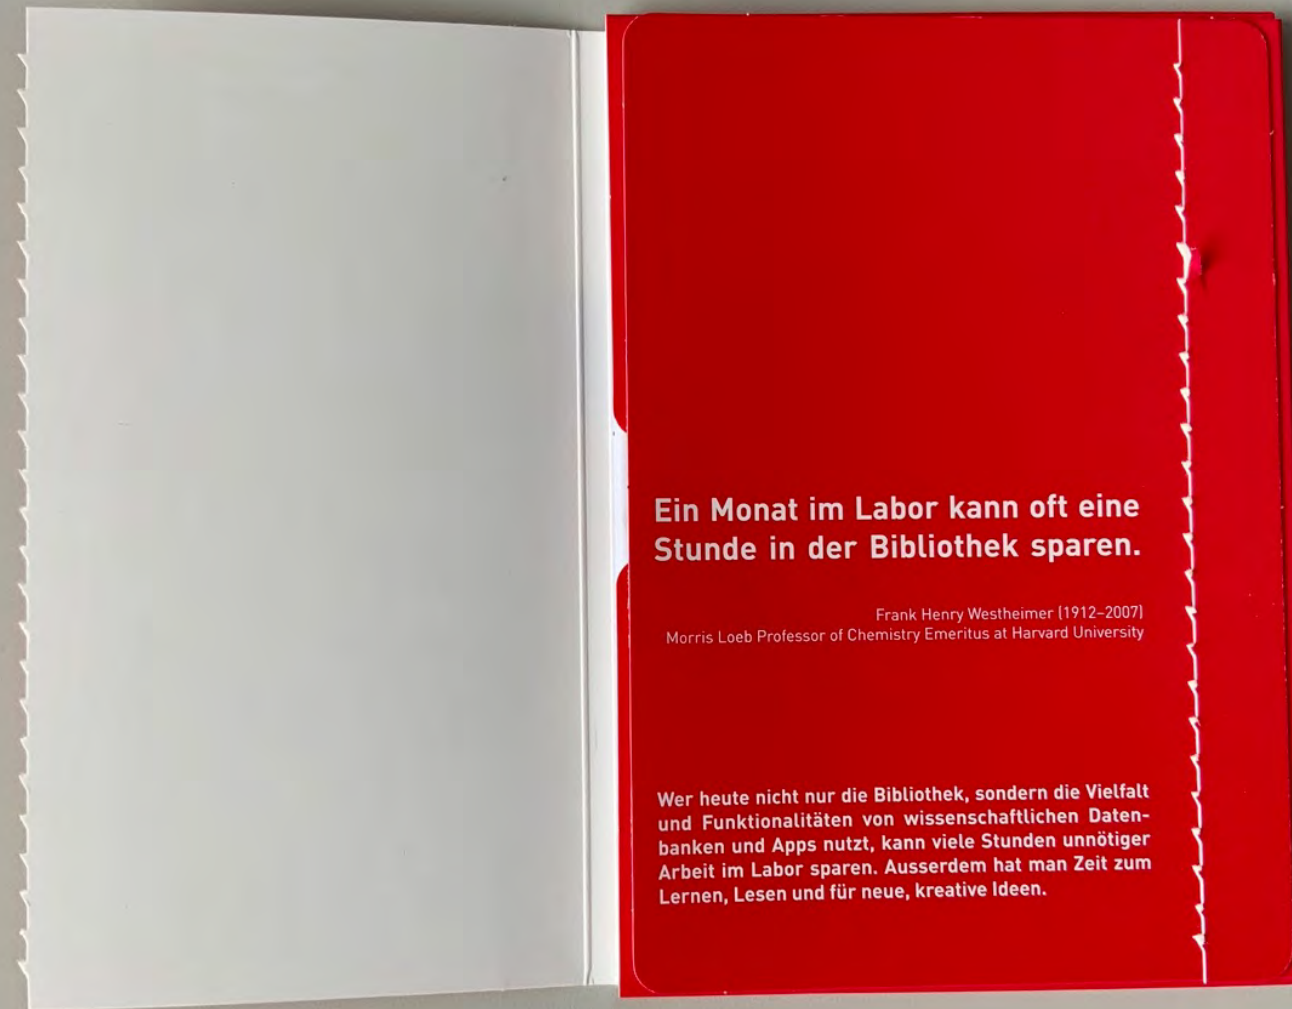 Ein Monat im Labor kann oft eine
Stunde in der Bibliothek sparen.
Frank Henry Westheimer (1912–2007)
Morris Loeb Professor of Chemistry Emeritus at Harvard University
Wer heute nicht nur die Bibliothek, sondern die Vielfalt
und Funktionalitäten von wissenschaftlichen Daten-
banken und Apps nutzt, kann viele Stunden unnötiger
Arbeit im Labor sparen. Ausserdem hat man Zeit zum
Lernen, Lesen und für neue, kreative Ideen.